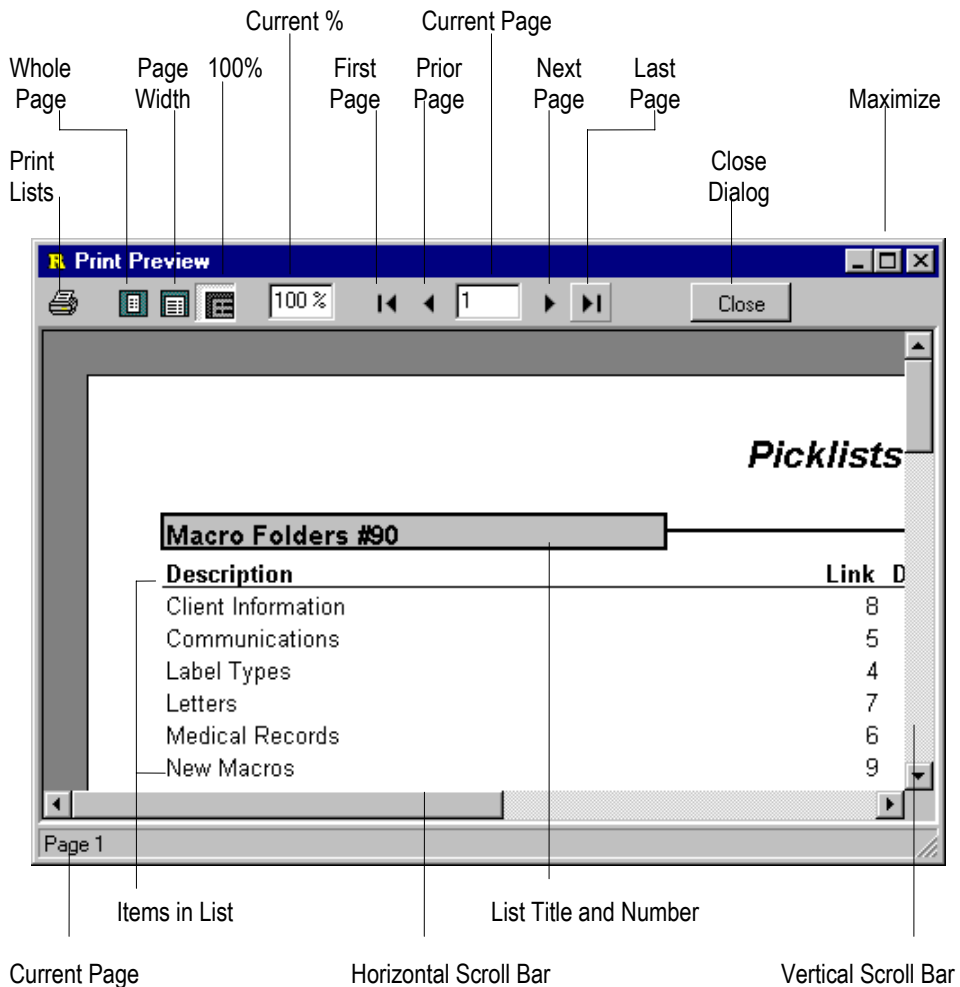 Current %
Current Page
Whole
Page
Page
Width
100%
First
Page
Prior
Page
Next
Page
Last
Page
Maximize
Print
Lists
Close
Dialog
R Print Preview
100 %
1
Close
Picklists
Macro Folders #90
Description Link D
Client Information 8
Communications 5
Label Types 4
Letters 7
Medical Records 6
New Macros 9
Page 1
Items in List
List Title and Number
Current Page
Horizontal Scroll Bar
Vertical Scroll Bar